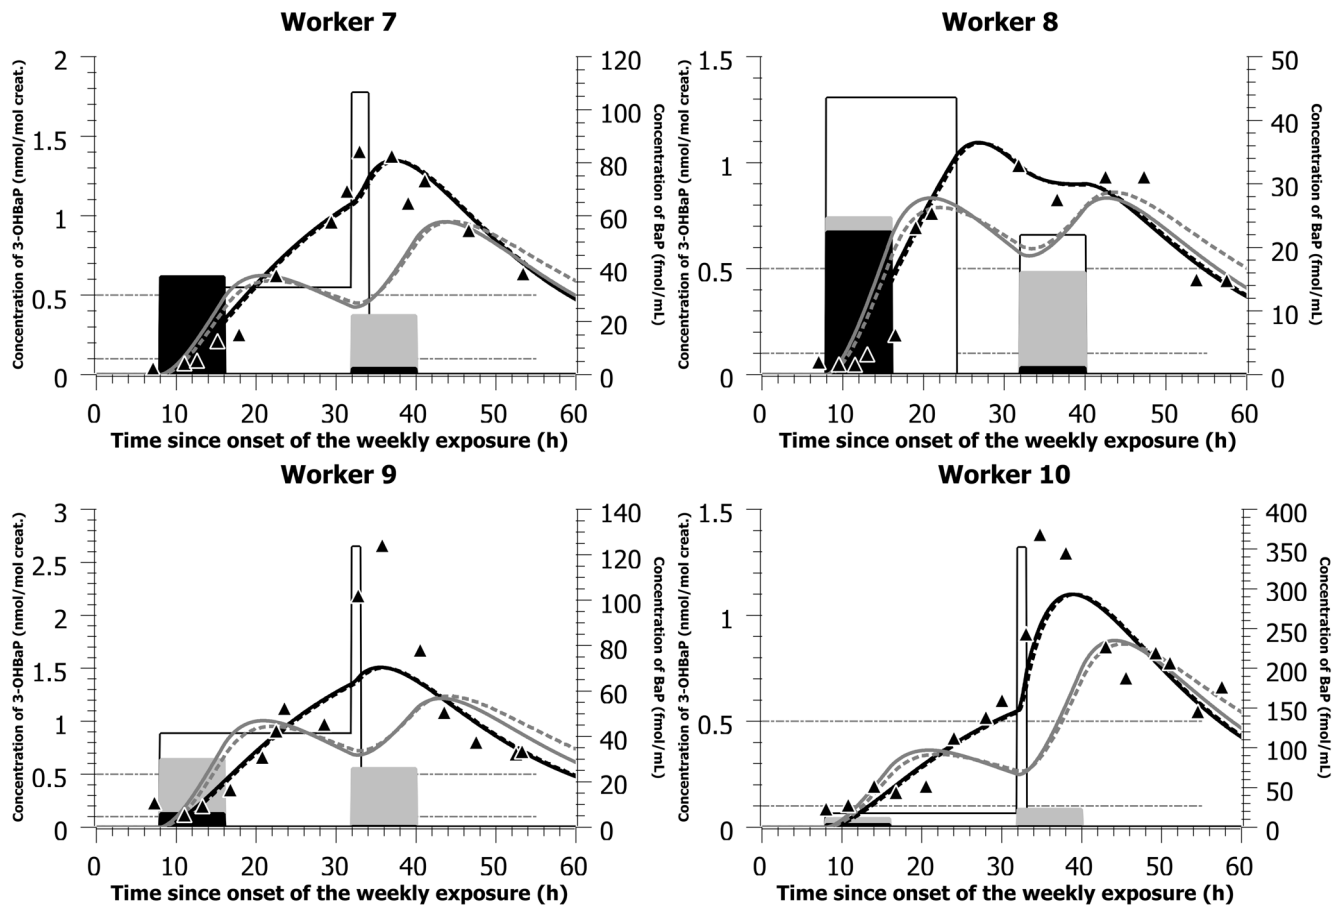 Worker 7
Concentration of 3-OHBaP (nmol/mol creat.)
2
1.5
1
0.5
0
120
100
80
60
40
20
0
Concentration of BaP (fmol/mL)
0 10 20 30 40 50 60
Time since onset of the weekly exposure (h)
Worker 8
Concentration of 3-OHBaP (nmol/mol creat.)
1.5
1
0.5
0
50
40
30
20
10
0
Concentration of BaP (fmol/mL)
0 10 20 30 40 50 60
Time since onset of the weekly exposure (h)
Worker 9
Concentration of 3-OHBaP (nmol/mol creat.)
3
2.5
2
1.5
1
0.5
0
140
120
100
80
60
40
20
0
Concentration of BaP (fmol/mL)
0 10 20 30 40 50 60
Time since onset of the weekly exposure (h)
Worker 10
Concentration of 3-OHBaP (nmol/mol creat.)
1.5
1
0.5
0
400
350
300
250
200
150
100
50
0
Concentration of BaP (fmol/mL)
0 10 20 30 40 50 60
Time since onset of the weekly exposure (h)